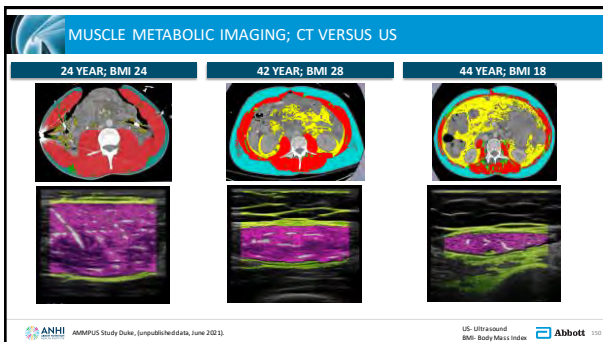 MUSCLE METABOLIC IMAGING; CT VERSUS US
24 YEAR; BMI 24
42 YEAR; BMI 28
44 YEAR; BMI 18
ANHI
AMMPUS Study Duke, (unpublished data, June 2021).
US- Ultrasound
BMI- Body Mass Index
Abbott
150